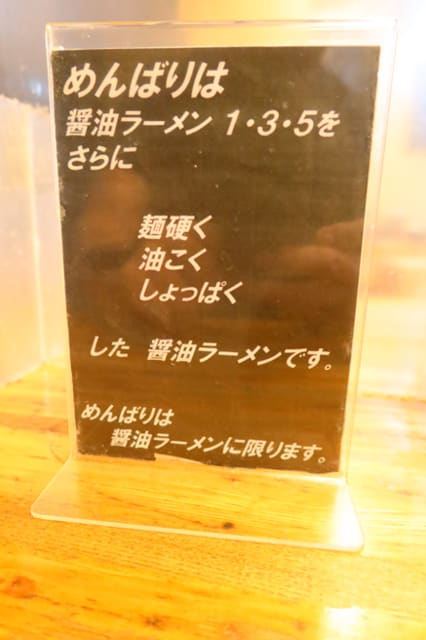 めんばりは
醤油ラーメン 1・3・5を
さらに
麺硬く
油こく
しょっぱく
した 醤油ラーメンです。
めんばりは
醤油ラーメンに限ります。